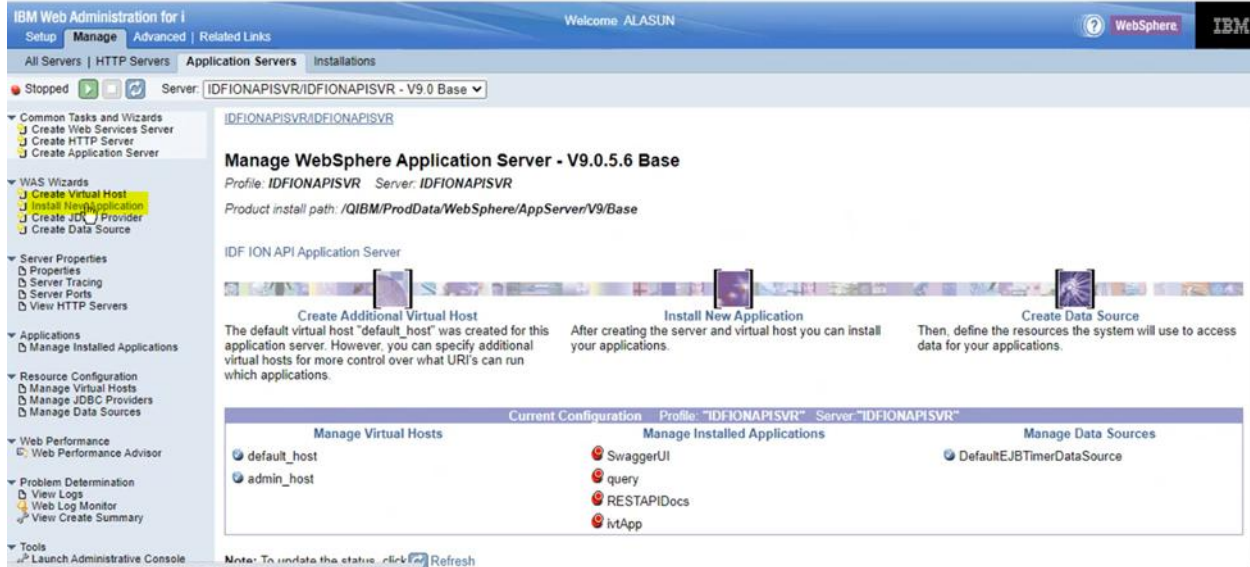 IBM Web Administration for i
Welcome ALASUN
? WebSphere. IBM
Setup Manage Advanced | Related Links
All Servers | HTTP Servers Application Servers Installations
Stopped Server: IDFIONAPISVR/IDFIONAPISVR - V9.0 Base
Common Tasks and Wizards
Create Web Services Server
Create HTTP Server
Create Application Server
WAS Wizards
Create Virtual Host
Install New Application
Create JDBC Provider
Create Data Source
Server Properties
Properties
Server Tracing
Server Ports
View HTTP Servers
Applications
Manage Installed Applications
Resource Configuration
Manage Virtual Hosts
Manage JDBC Providers
Manage Data Sources
Web Performance
Web Performance Advisor
Problem Determination
View Logs
Web Log Monitor
View Create Summary
Tools
Launch Administrative Console
IDFIONAPISVR/IDFIONAPISVR
Manage WebSphere Application Server - V9.0.5.6 Base
Profile: IDFIONAPISVR Server: IDFIONAPISVR
Product install path: /QIBM/ProdData/WebSphere/AppServer/V9/Base
IDF ION API Application Server
Create Additional Virtual Host
The default virtual host "default_host" was created for this
application server. However, you can specify additional
virtual hosts for more control over what URI's can run
which applications.
Install New Application
After creating the server and virtual host you can install
your applications.
Create Data Source
Then, define the resources the system will use to access
data for your applications.
Current Configuration Profile: "IDFIONAPISVR" Server:"IDFIONAPISVR"
Manage Virtual Hosts
default_host
admin_host
Manage Installed Applications
SwaggerUI
query
RESTAPIDocs
ivtApp
Manage Data Sources
DefaultEJBTimerDataSource
Note: To update the status, click Refresh